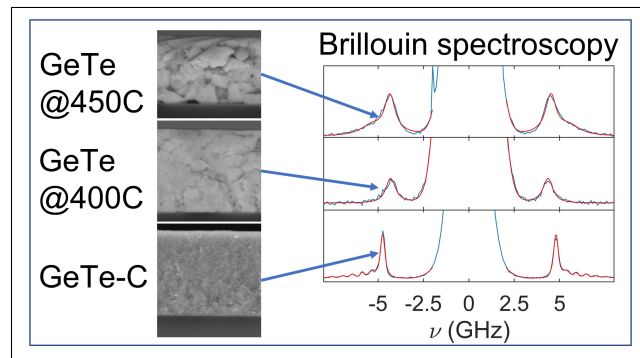 Brillouin spectroscopy
GeTe
@450C
GeTe
@400C
GeTe-C
-5 -2.5 0 2.5 5
ν (GHz)